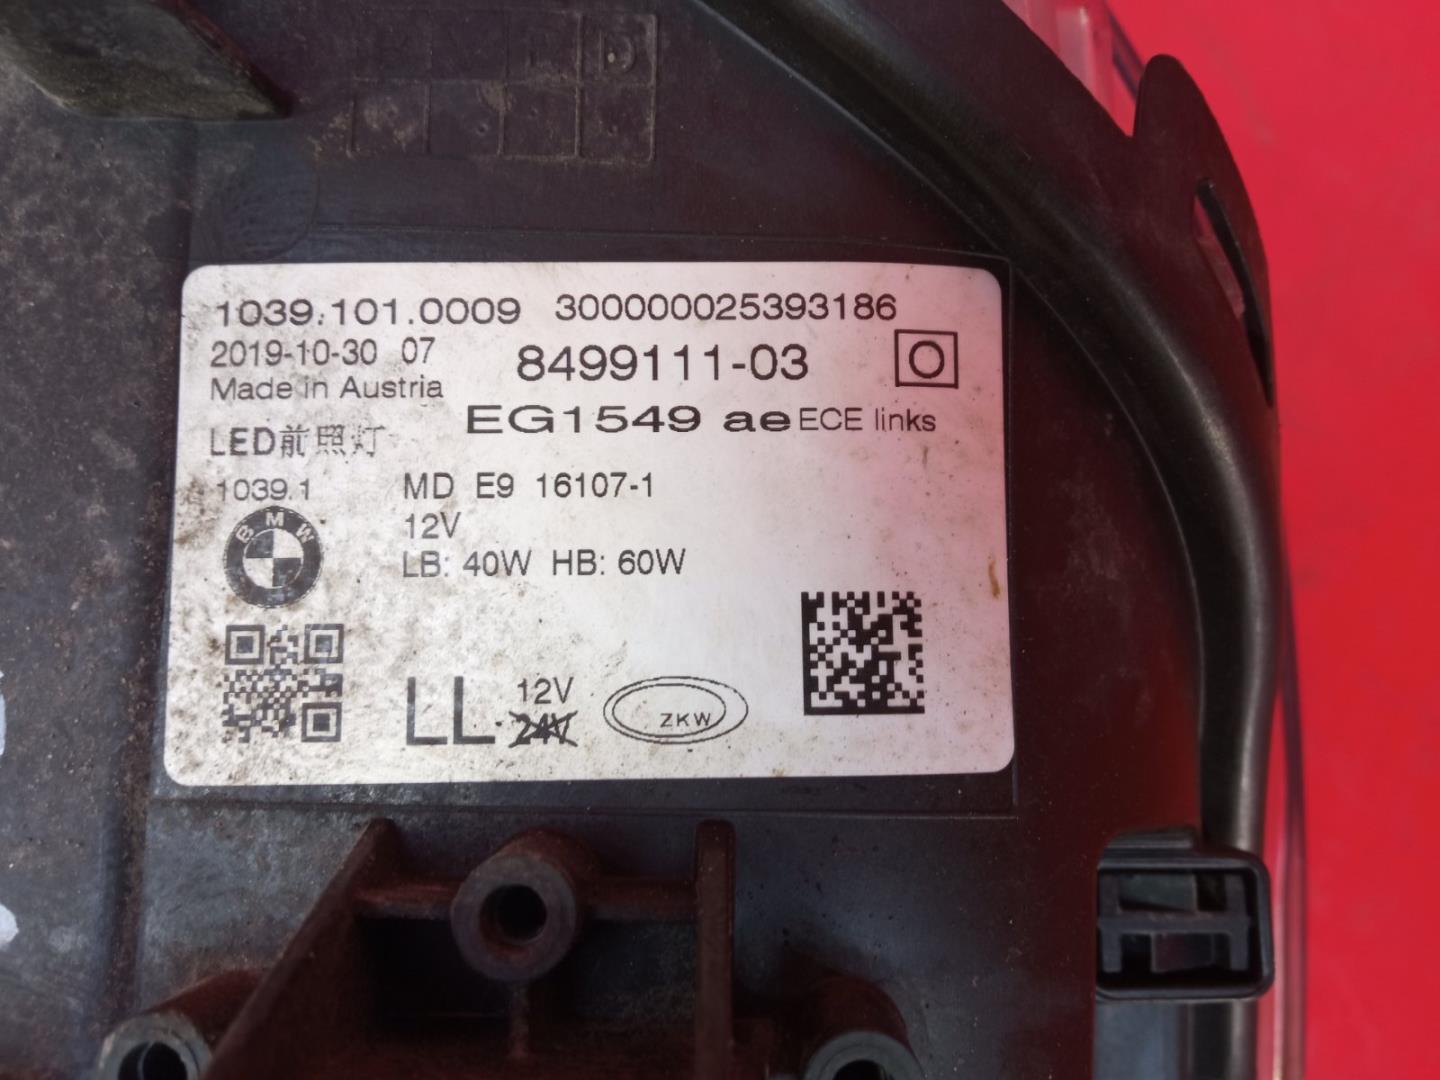 1039.101.0009 300000025393186
2019-10-30 07 8499111-03 O
Made in Austria
EG1549 ae ECE links
LED前照灯
1039.1 MD E9 16107-1
BMW 12V
LB: 40W HB: 60W
LL 12V
24V
ZKW